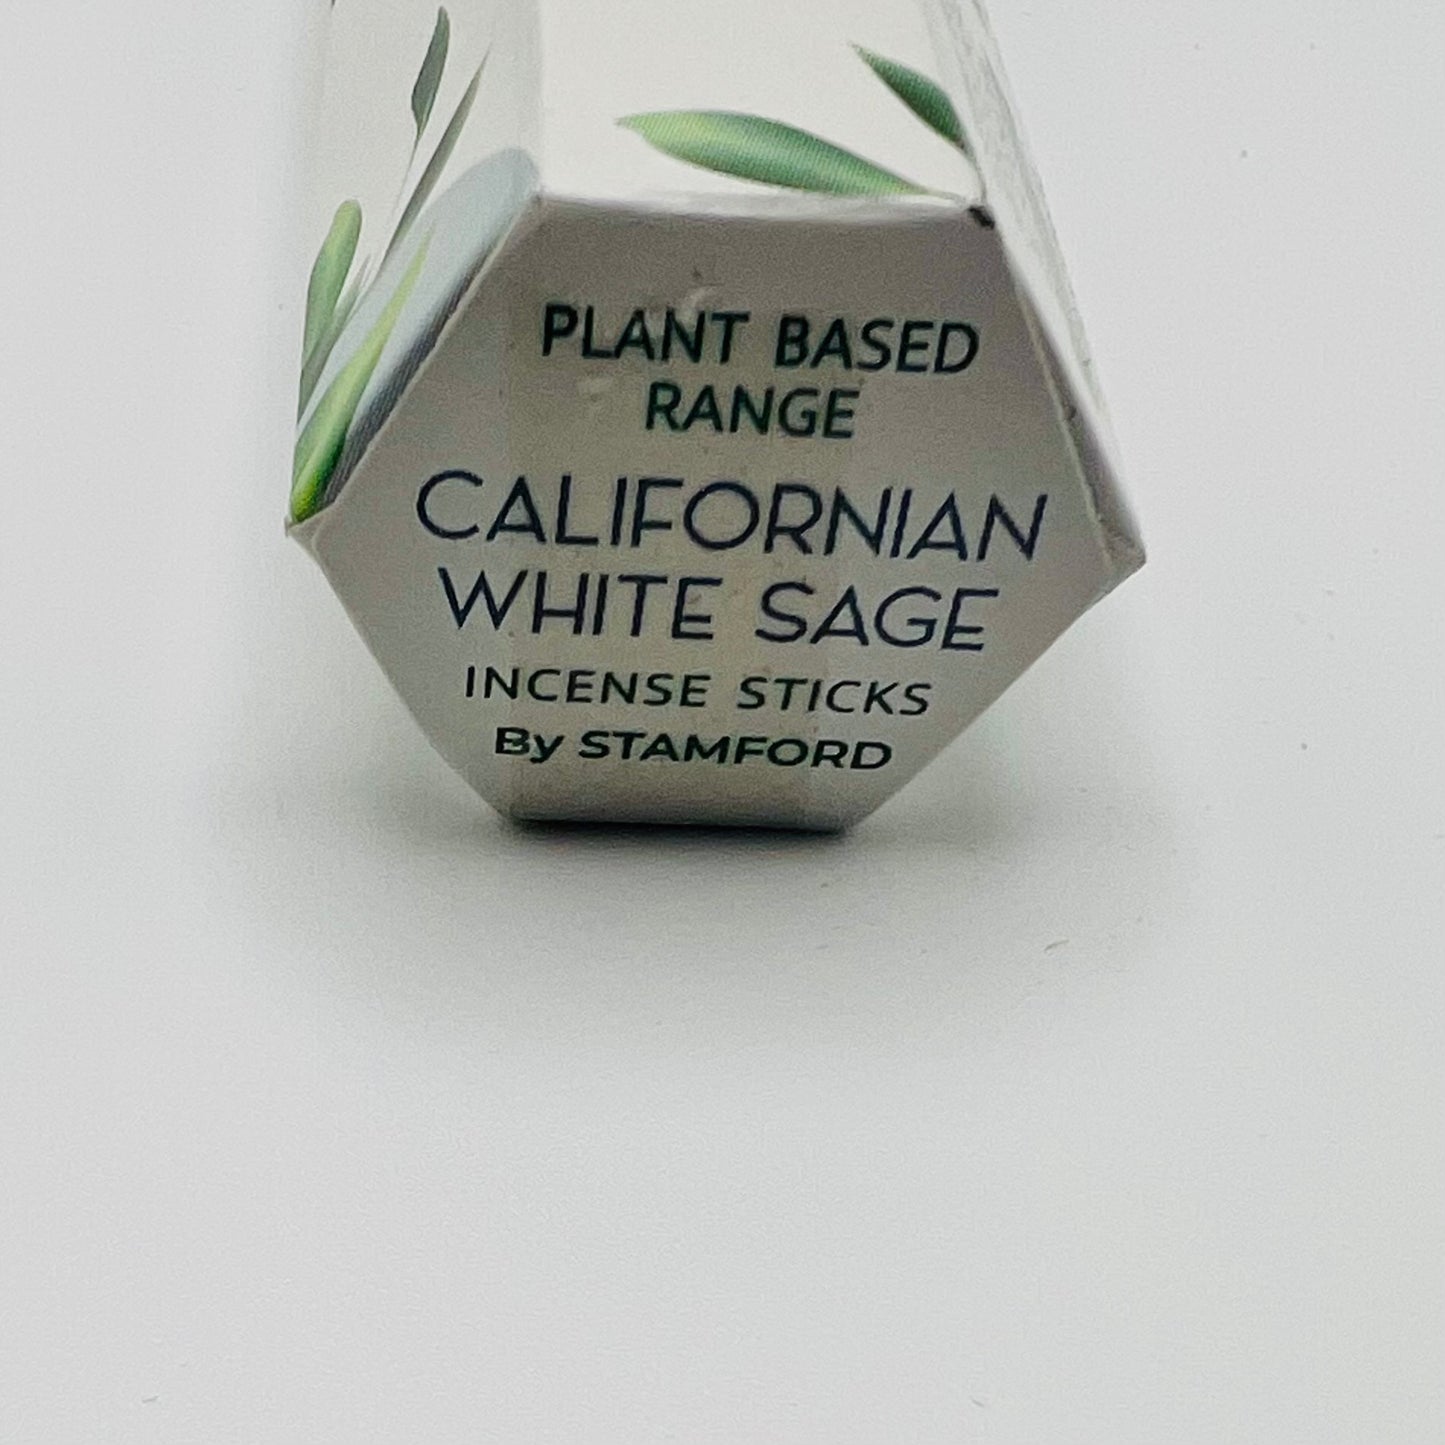 PLANT BASED
RANGE
CALIFORNIAN
WHITE SAGE
INCENSE STICKS
By STAMFORD